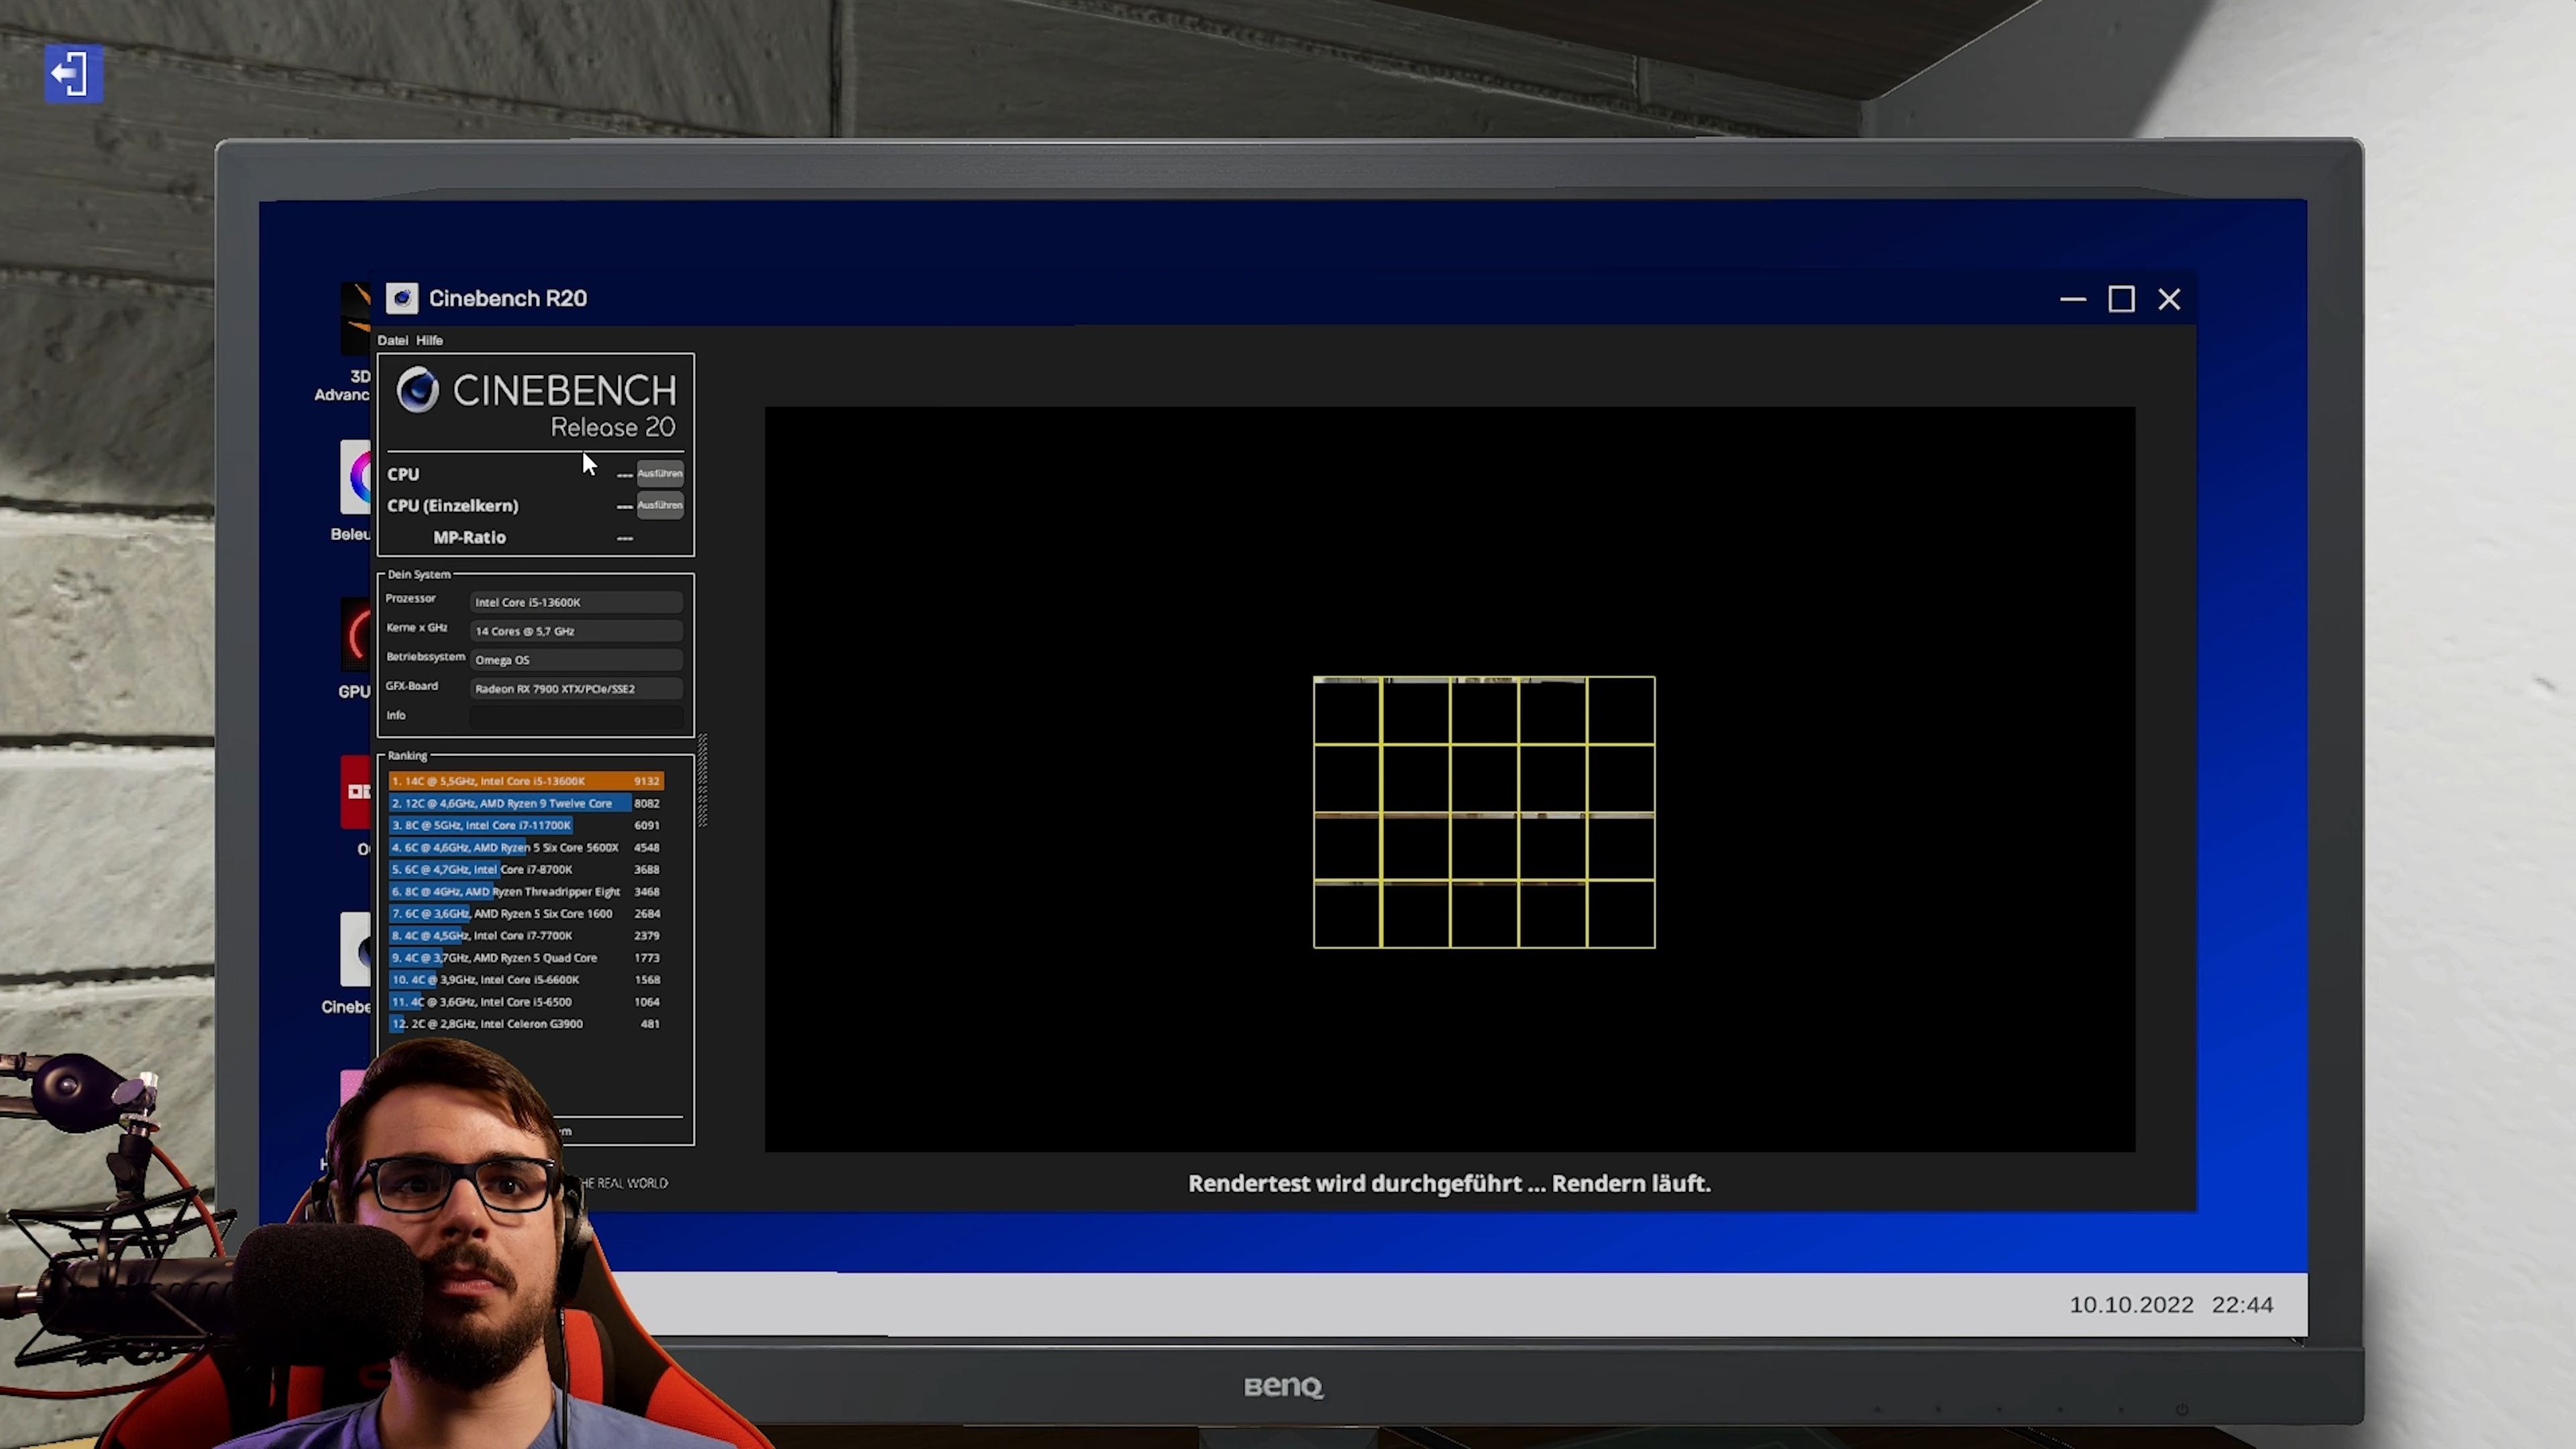 Cinebench R20
3D
Advanc
Beleu
GPU
Cinebe
Datei Hilfe
CINEBENCH
Release 20
CPU --- Ausführen
CPU (Einzelkern) --- Ausführen
MP-Ratio ---
Dein System
Prozessor Intel Core i5-13600K
Kerne x GHz 14 Cores @ 5,7 GHz
Betriebssystem Omega OS
GFX-Board Radeon RX 7900 XTX/PCIe/SSE2
Info
Ranking
1. 14C @ 5,5GHz, Intel Core i5-13600K 9132
2. 12C @ 4,6GHz, AMD Ryzen 9 Twelve Core 8082
3. 8C @ 5GHz, Intel Core i7-11700K 6091
4. 6C @ 4,6GHz, AMD Ryzen 5 Six Core 5600X 4548
5. 6C @ 4,7GHz, Intel Core i7-8700K 3688
6. 8C @ 4GHz, AMD Ryzen Threadripper Eight 3468
7. 6C @ 3,6GHz, AMD Ryzen 5 Six Core 1600 2684
8. 4C @ 4,5GHz, Intel Core i7-7700K 2379
9. 4C @ 3,7GHz, AMD Ryzen 5 Quad Core 1773
10. 4C @ 3,9GHz, Intel Core i5-6600K 1568
11. 4C @ 3,6GHz, Intel Core i5-6500 1064
12. 2C @ 2,8GHz, Intel Celeron G3900 481
HE REAL WORLD
Rendertest wird durchgeführt ... Rendern läuft.
10.10.2022 22:44
BenQ